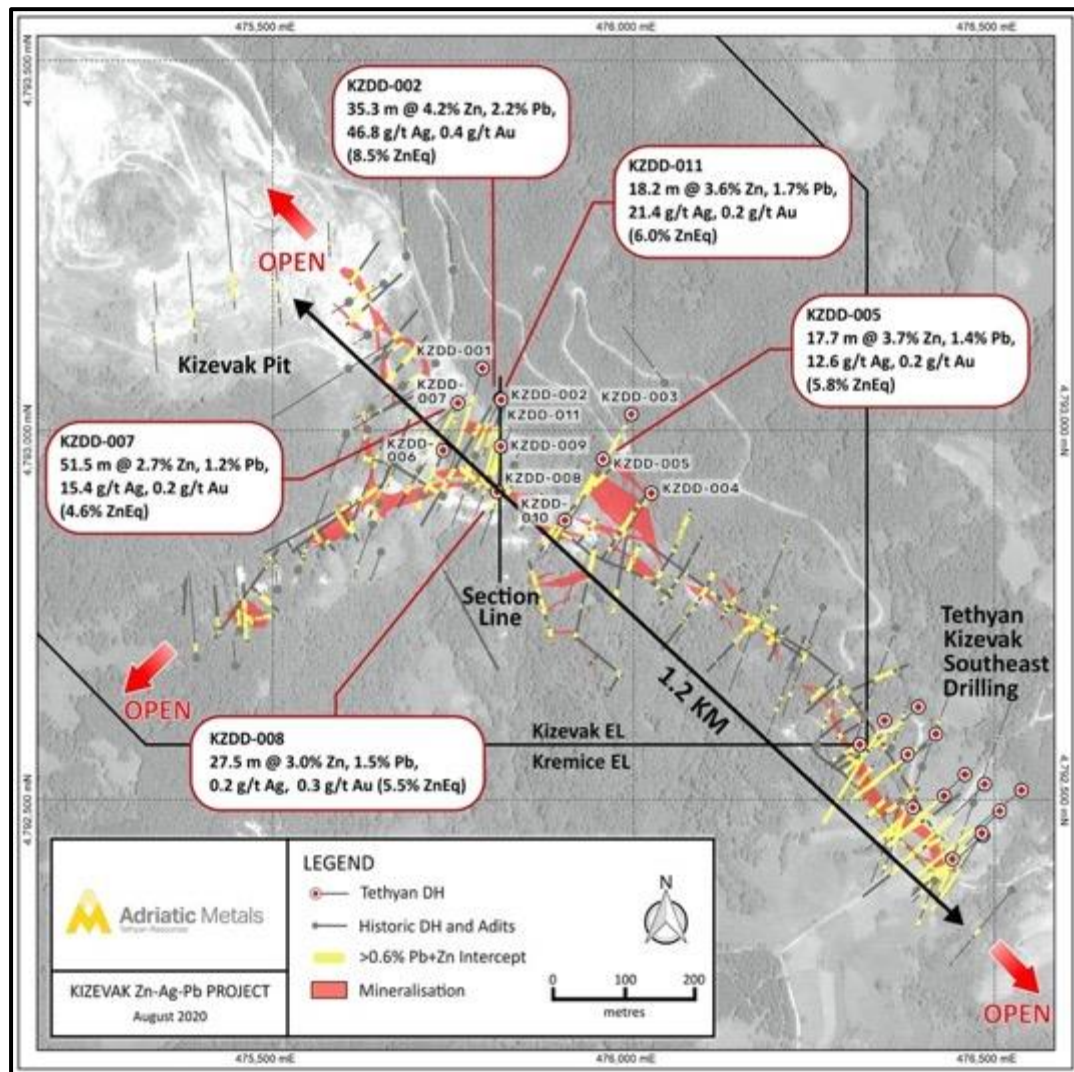 475,500 mE
476,000 mE
476,500 mE
4,793,500 mN
KZDD-002
35.3 m @ 4.2% Zn, 2.2% Pb,
46.8 g/t Ag, 0.4 g/t Au
(8.5% ZnEq)
KZDD-011
18.2 m @ 3.6% Zn, 1.7% Pb,
21.4 g/t Ag, 0.2 g/t Au
(6.0% ZnEq)
OPEN
KZDD-005
17.7 m @ 3.7% Zn, 1.4% Pb,
12.6 g/t Ag, 0.2 g/t Au
(5.8% ZnEq)
Kizevak Pit
KZDD-001
KZDD-
007
KZDD-002
KZDD-003
KZDD-011
4,793,000 mN
4,793,000 mN
KZDD-007
51.5 m @ 2.7% Zn, 1.2% Pb,
15.4 g/t Ag, 0.2 g/t Au
(4.6% ZnEq)
KZDD-
006
KZDD-009
KZDD-005
KZDD-008
KZDD-004
KZDD-
010
Section
Line
Tethyan
Kizevak
Southeast
Drilling
1.2 KM
OPEN
KZDD-008
27.5 m @ 3.0% Zn, 1.5% Pb,
0.2 g/t Ag, 0.3 g/t Au (5.5% ZnEq)
Kizevak EL
Kremice EL
4,792,500 mN
4,792,500 mN
Adriatic Metals
Tethyan Resources
KIZEVAK Zn-Ag-Pb PROJECT
August 2020
LEGEND
Tethyan DH
Historic DH and Adits
>0.6% Pb+Zn Intercept
Mineralisation
N
0 100 200
metres
OPEN
475,500 mE
476,000 mE
476,500 mE